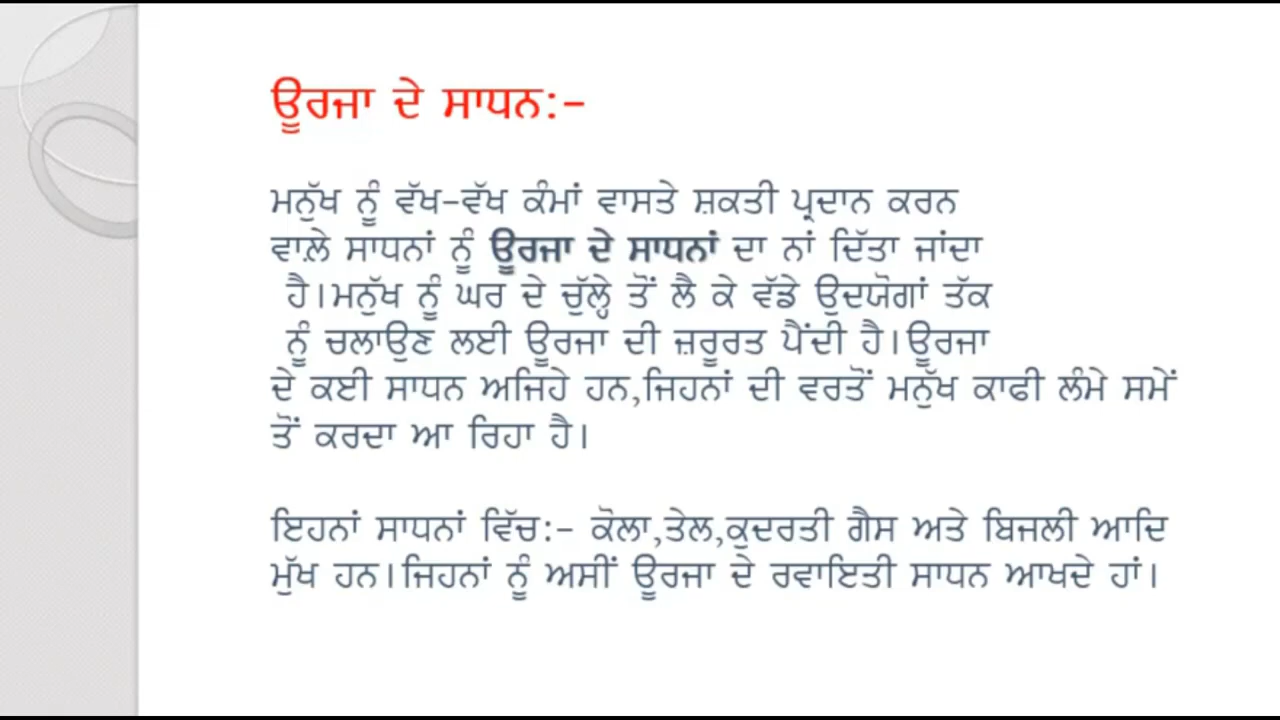 ਊਰਜਾ ਦੇ ਸਾਧਨ:-
ਮਨੁੱਖ ਨੂੰ ਵੱਖ-ਵੱਖ ਕੰਮਾਂ ਵਾਸਤੇ ਸ਼ਕਤੀ ਪ੍ਰਦਾਨ ਕਰਨ
ਵਾਲ਼ੇ ਸਾਧਨਾਂ ਨੂੰ ਊਰਜਾ ਦੇ ਸਾਧਨਾਂ ਦਾ ਨਾਂ ਦਿੱਤਾ ਜਾਂਦਾ
ਹੈ।ਮਨੁੱਖ ਨੂੰ ਘਰ ਦੇ ਚੁੱਲ੍ਹੇ ਤੋਂ ਲੈ ਕੇ ਵੱਡੇ ਉਦਯੋਗਾਂ ਤੱਕ
ਨੂੰ ਚਲਾਉਣ ਲਈ ਊਰਜਾ ਦੀ ਜ਼ਰੂਰਤ ਪੈਂਦੀ ਹੈ।ਊਰਜਾ
ਦੇ ਕਈ ਸਾਧਨ ਅਜਿਹੇ ਹਨ,ਜਿਹਨਾਂ ਦੀ ਵਰਤੋਂ ਮਨੁੱਖ ਕਾਫੀ ਲੰਮੇ ਸਮੇਂ
ਤੋਂ ਕਰਦਾ ਆ ਰਿਹਾ ਹੈ।
ਇਹਨਾਂ ਸਾਧਨਾਂ ਵਿੱਚ:- ਕੋਲਾ,ਤੇਲ,ਕੁਦਰਤੀ ਗੈਸ ਅਤੇ ਬਿਜਲੀ ਆਦਿ
ਮੁੱਖ ਹਨ।ਜਿਹਨਾਂ ਨੂੰ ਅਸੀਂ ਊਰਜਾ ਦੇ ਰਵਾਇਤੀ ਸਾਧਨ ਆਖਦੇ ਹਾਂ।